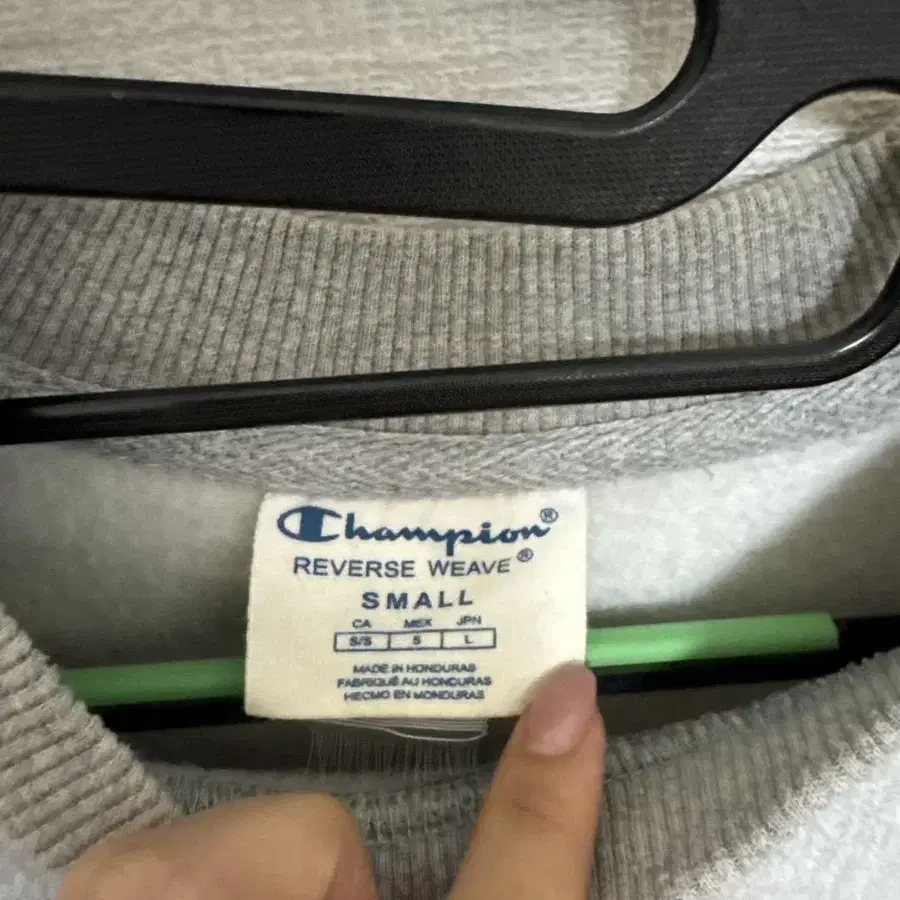 Champion®
REVERSE WEAVE®
SMALL
CA MEX JPN
S/S S L
MADE IN HONDURAS
FABRIQUÉ AU HONDURAS
HECHO EN HONDURAS